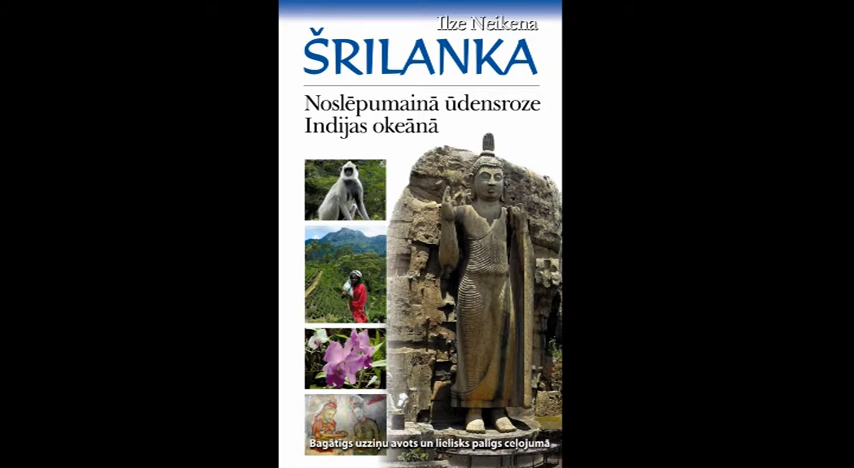 Ilze Neikena
ŠRILANKA
Noslēpumainā ūdensroze
Indijas okeānā
Bagātīgs uzziņu avots un lielisks palīgs ceļojumā